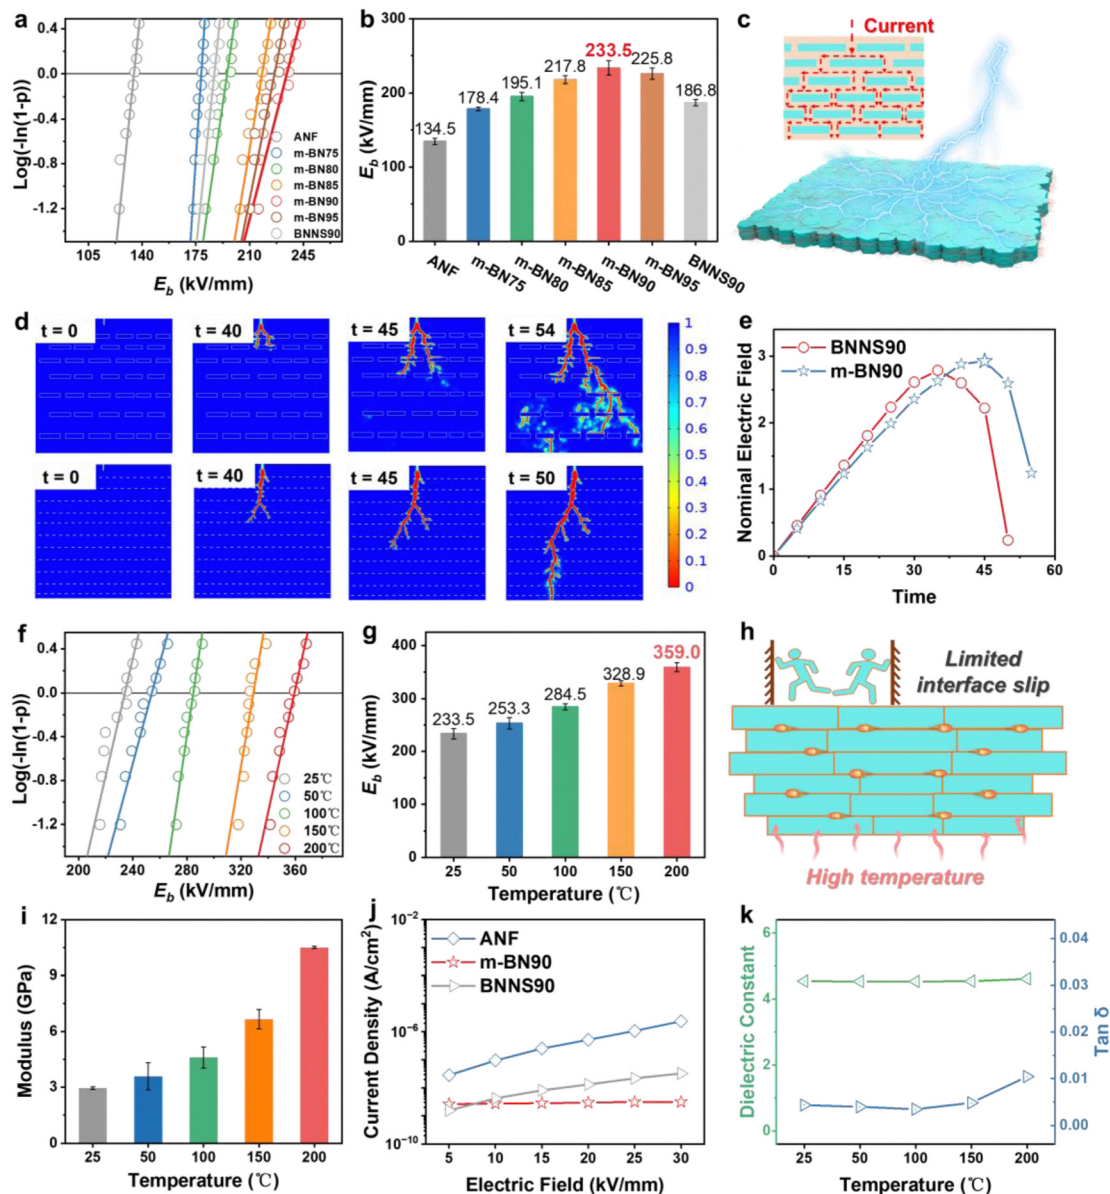 a
Log(-ln(1-p))
0.4
0.0
-0.4
-0.8
-1.2
ANF
m-BN75
m-BN80
m-BN85
m-BN90
m-BN95
BNNS90
105 140 175 210 245
E_b (kV/mm)
b
E_b (kV/mm)
300
200
100
0
134.5
178.4
195.1
217.8
233.5
225.8
186.8
ANF
m-BN75
m-BN80
m-BN85
m-BN90
m-BN95
BNNS90
c
Current
d
t = 0
t = 40
t = 45
t = 54
t = 0
t = 40
t = 45
t = 50
1
0.9
0.8
0.7
0.6
0.5
0.4
0.3
0.2
0.1
0
e
Nominal Electric Field
3
2
1
0
BNNS90
m-BN90
0 15 30 45 60
Time
f
Log(-ln(1-p))
0.4
0.0
-0.4
-0.8
-1.2
25℃
50℃
100℃
150℃
200℃
200 240 280 320 360
E_b (kV/mm)
g
E_b (kV/mm)
400
300
200
100
0
233.5
253.3
284.5
328.9
359.0
25 50 100 150 200
Temperature (℃)
h
Limited
interface slip
High temperature
i
Modulus (GPa)
12
9
6
3
0
25 50 100 150 200
Temperature (℃)
j
Current Density (A/cm²)
10⁻²
10⁻⁶
10⁻¹⁰
ANF
m-BN90
BNNS90
5 10 15 20 25 30
Electric Field (kV/mm)
k
Dielectric Constant
6
4
2
0
0.04
0.03
0.02
0.01
0.00
Tan δ
25 50 100 150 200
Temperature (℃)